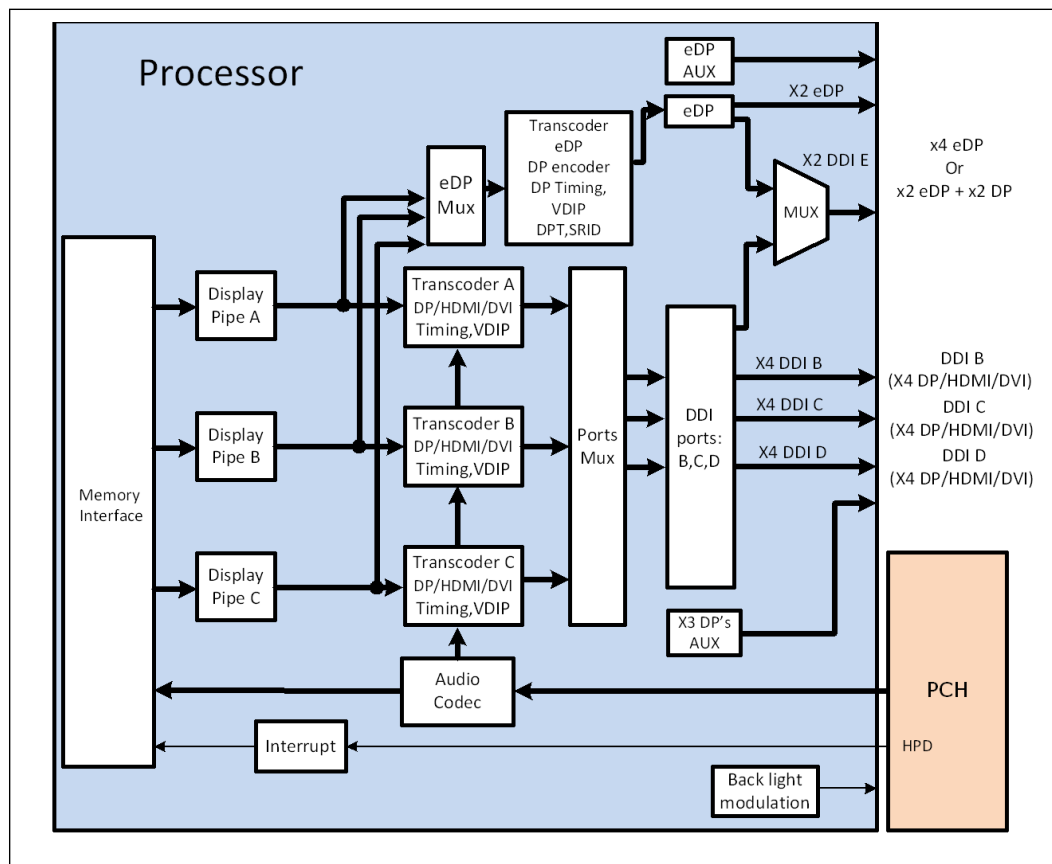 Processor
eDP
AUX
X2 eDP
eDP
Transcoder
eDP
DP encoder
DP Timing,
VDIP
DPT,SRID
eDP
Mux
X2 DDI E
MUX
x4 eDP
Or
x2 eDP + x2 DP
Memory
Interface
Display
Pipe A
Transcoder A
DP/HDMI/DVI
Timing,VDIP
Display
Pipe B
Transcoder B
DP/HDMI/DVI
Timing,VDIP
Display
Pipe C
Transcoder C
DP/HDMI/DVI
Timing,VDIP
Ports
Mux
DDI
ports:
B,C,D
X4 DDI B
X4 DDI C
X4 DDI D
DDI B
(X4 DP/HDMI/DVI)
DDI C
(X4 DP/HDMI/DVI)
DDI D
(X4 DP/HDMI/DVI)
X3 DP's
AUX
Audio
Codec
PCH
HPD
Interrupt
Back light
modulation